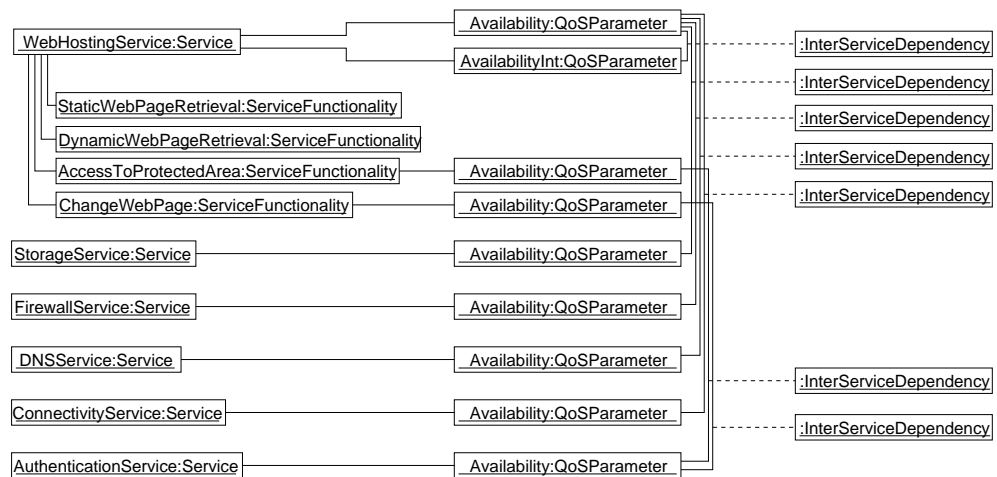 Availability:QoSParameter
WebHostingService:Service
:InterServiceDependency
AvailabilityInt:QoSParameter
:InterServiceDependency
StaticWebPageRetrieval:ServiceFunctionality
:InterServiceDependency
DynamicWebPageRetrieval:ServiceFunctionality
:InterServiceDependency
AccessToProtectedArea:ServiceFunctionality
Availability:QoSParameter
:InterServiceDependency
ChangeWebPage:ServiceFunctionality
Availability:QoSParameter
StorageService:Service
Availability:QoSParameter
FirewallService:Service
Availability:QoSParameter
DNSService:Service
Availability:QoSParameter
:InterServiceDependency
ConnectivityService:Service
Availability:QoSParameter
:InterServiceDependency
AuthenticationService:Service
Availability:QoSParameter